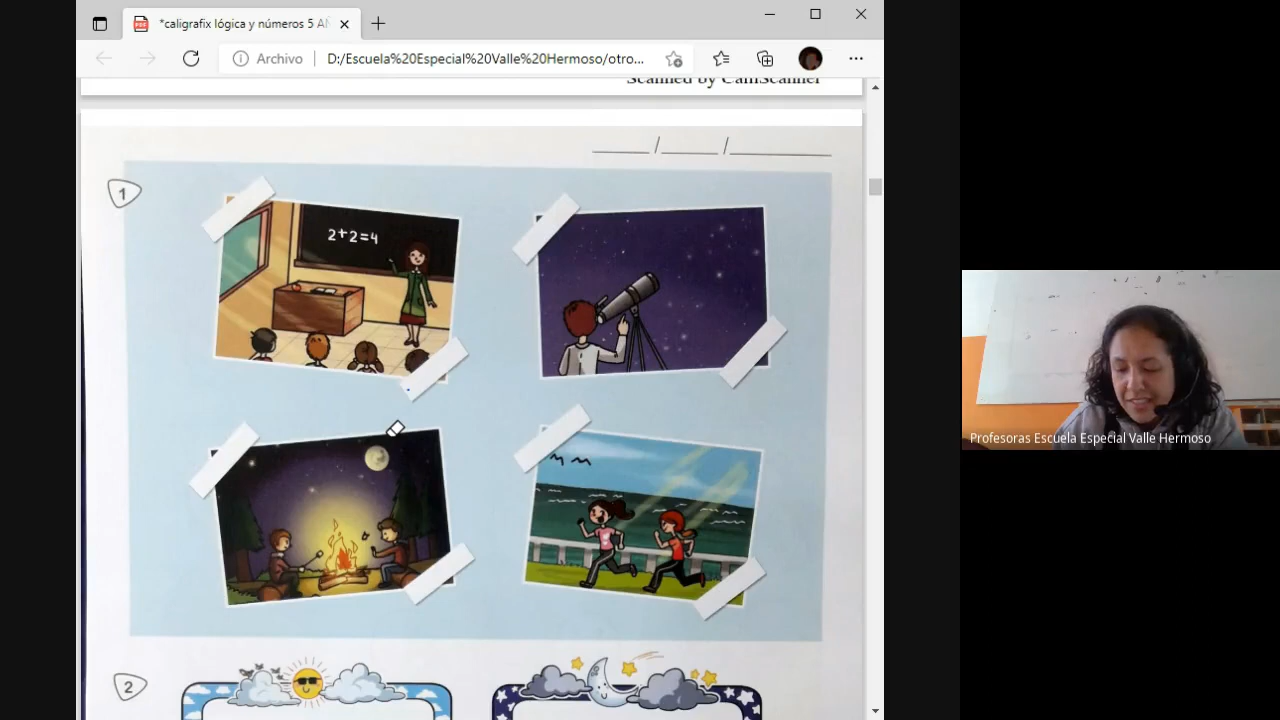 *caligrafix lógica y números 5 AÑ
Archivo
D:/Escuela%20Especial%20Valle%20Hermoso/otro...
Scanned by CamScanner
1
2+2=4
2
Profesoras Escuela Especial Valle Hermoso